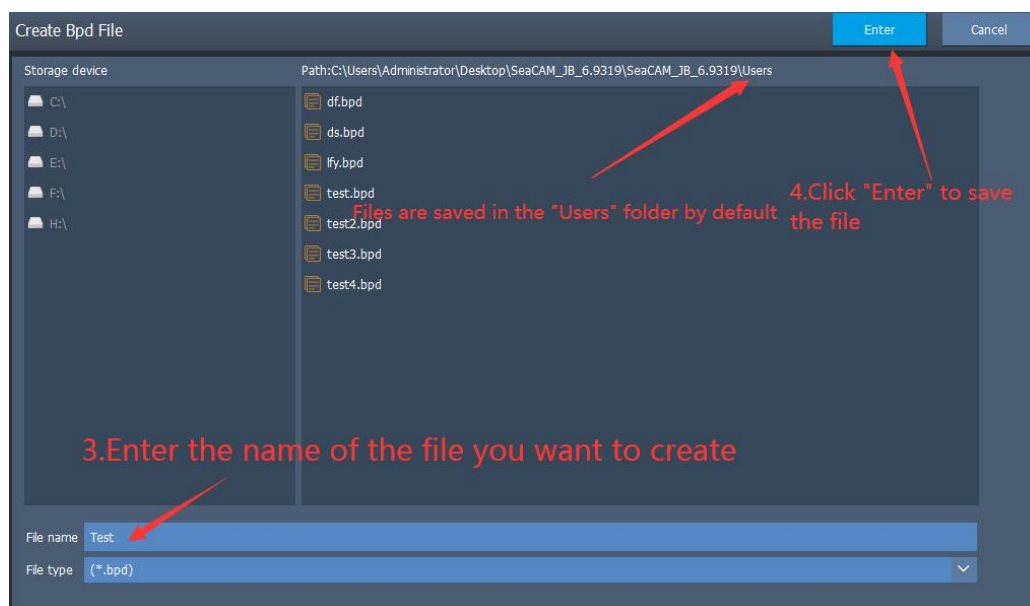 Create Bpd File
Enter
Cancel
Storage device
Path:C:\Users\Administrator\Desktop\SeaCAM_JB_6.9319\SeaCAM_JB_6.9319\Users
C:\
D:\
E:\
F:\
H:\
df.bpd
ds.bpd
lfy.bpd
test.bpd
test2.bpd
test3.bpd
test4.bpd
Files are saved in the "Users" folder by default
4.Click "Enter" to save
the file
3.Enter the name of the file you want to create
File name
Test
File type
(*.bpd)